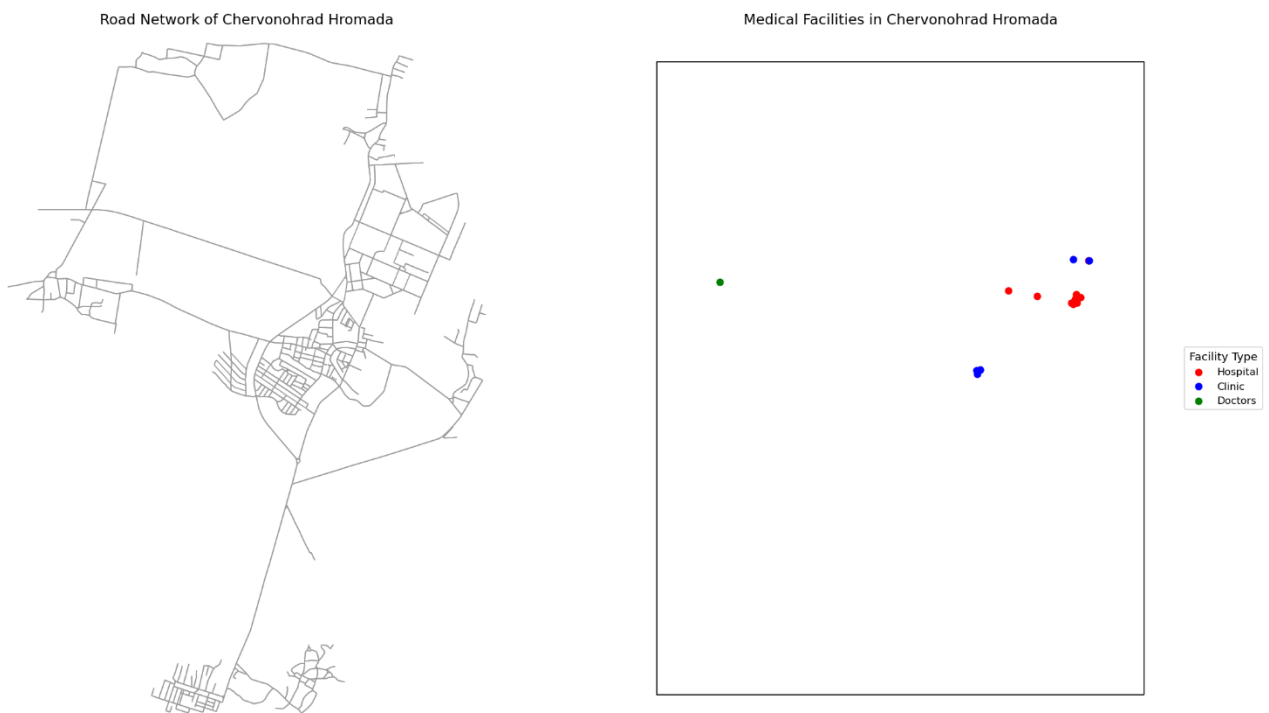 Road Network of Chervonohrad Hromada
Medical Facilities in Chervonohrad Hromada
Facility Type
Hospital
Clinic
Doctors